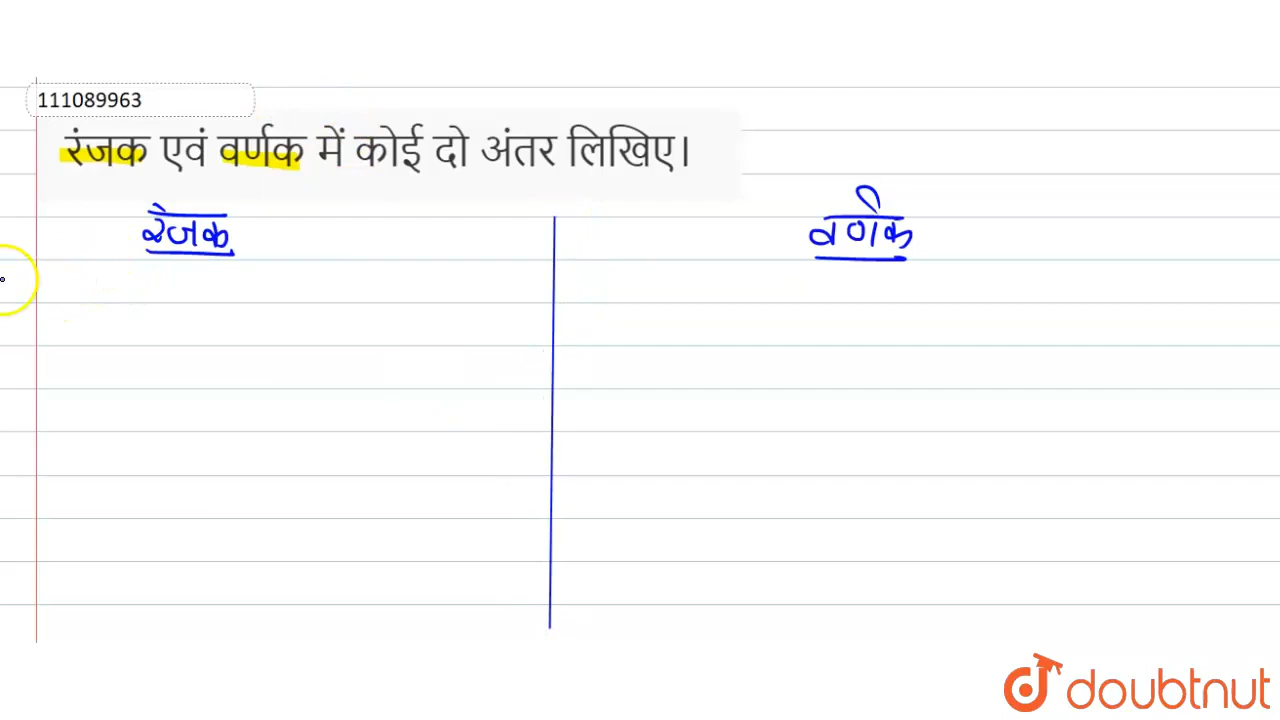 111089963
रंजक एवं वर्णक में कोई दो अंतर लिखिए।
रंजक
वर्णक
doubtnut